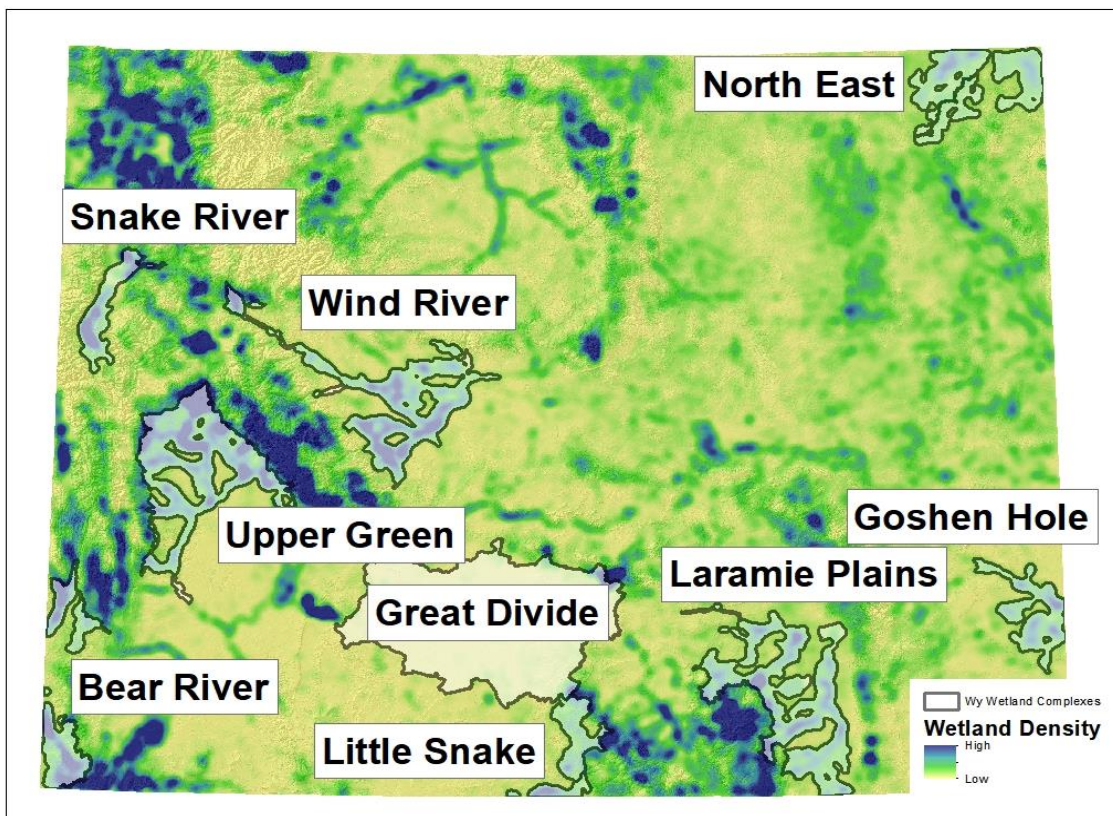 North East
Snake River
Wind River
Goshen Hole
Upper Green
Laramie Plains
Great Divide
Bear River
Little Snake
Wy Wetland Complexes
Wetland Density
High
Low